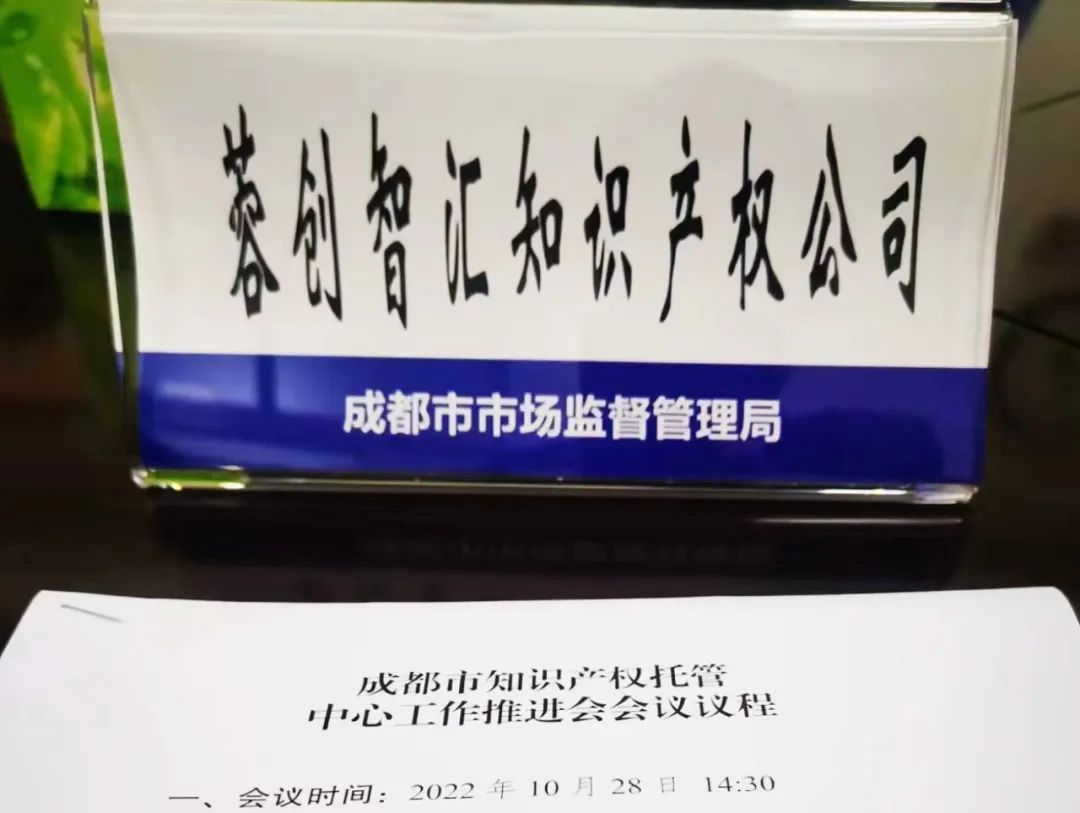 蓉创智汇知识产权公司
成都市市场监督管理局
成都市知识产权托管
中心工作推进会会议议程
一、会议时间：2022 年 10 月 28 日 14:30